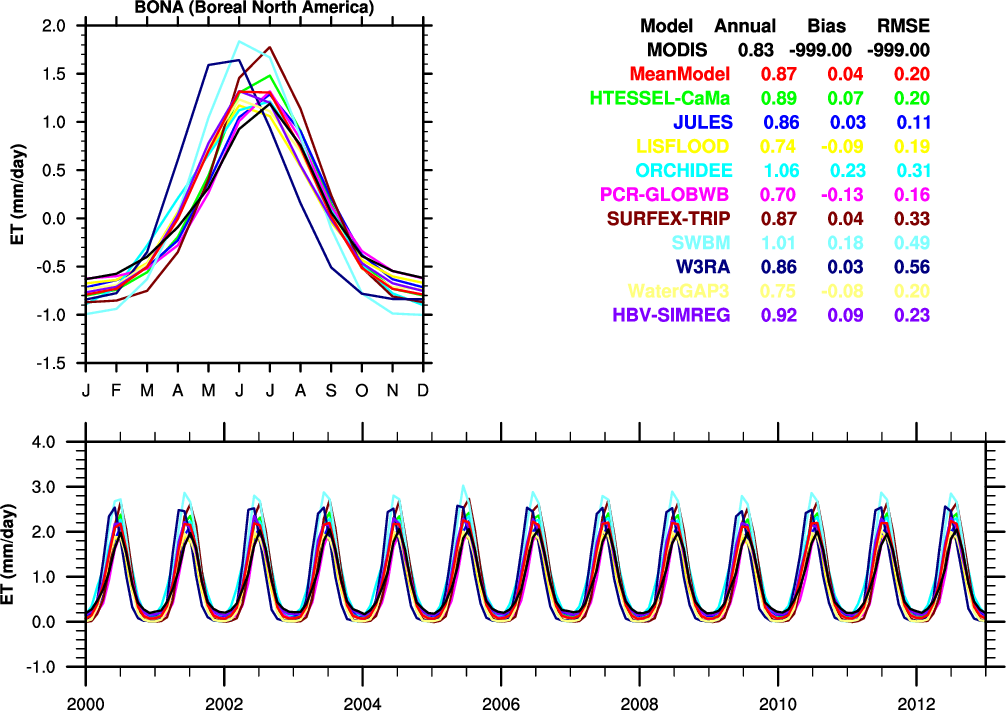 BONA (Boreal North America)
2.0
1.5
1.0
0.5
0.0
-0.5
-1.0
-1.5
ET (mm/day)
J F M A M J J A S O N D
Model Annual Bias RMSE
MODIS 0.83 -999.00 -999.00
MeanModel 0.87 0.04 0.20
HTESSEL-CaMa 0.89 0.07 0.20
JULES 0.86 0.03 0.11
LISFLOOD 0.74 -0.09 0.19
ORCHIDEE 1.06 0.23 0.31
PCR-GLOBWB 0.70 -0.13 0.16
SURFEX-TRIP 0.87 0.04 0.33
SWBM 1.01 0.18 0.49
W3RA 0.86 0.03 0.56
WaterGAP3 0.75 -0.08 0.20
HBV-SIMREG 0.92 0.09 0.23
4.0
3.0
2.0
1.0
0.0
-1.0
ET (mm/day)
2000 2002 2004 2006 2008 2010 2012